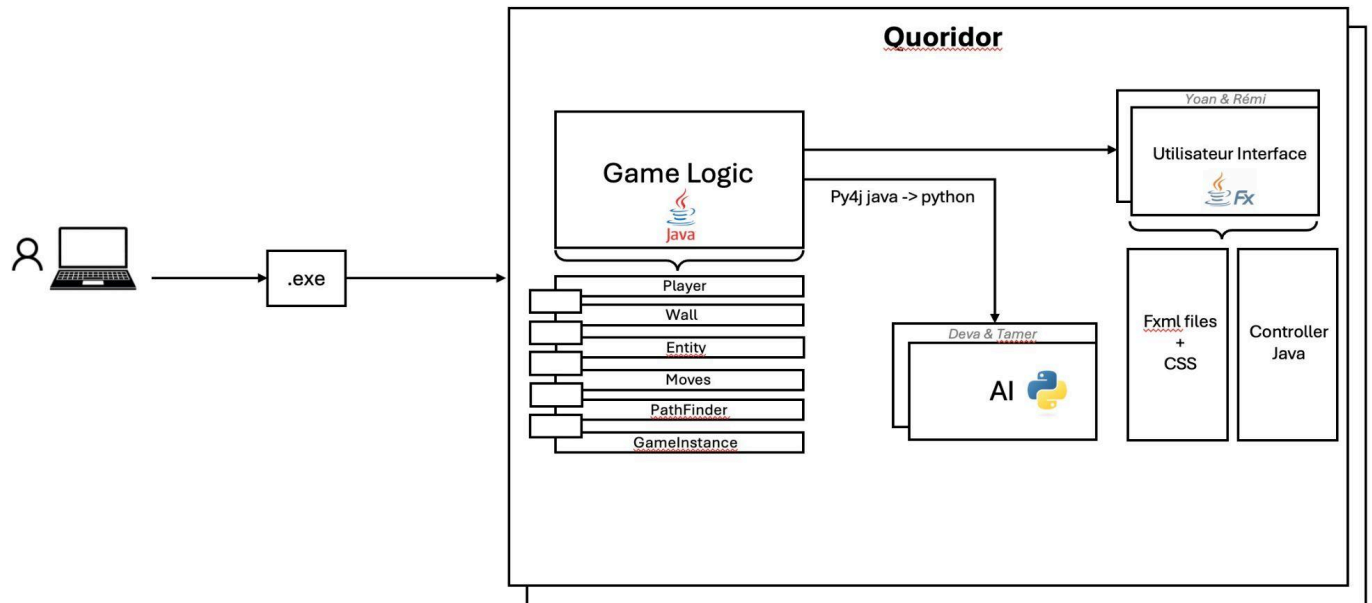 Quoridor
Yoan & Rémi
Utilisateur Interface
Fx
Game Logic
Java
Py4j java -> python
.exe
Player
Wall
Entity
Moves
PathFinder
GameInstance
Deva & Tamer
AI
Fxml files
+
CSS
Controller
Java